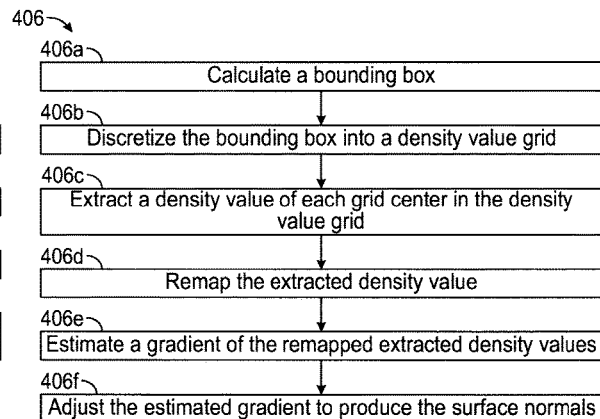 406
406a
Calculate a bounding box
406b
Discretize the bounding box into a density value grid
406c
Extract a density value of each grid center in the density
value grid
406d
Remap the extracted density value
406e
Estimate a gradient of the remapped extracted density values
406f
Adjust the estimated gradient to produce the surface normals